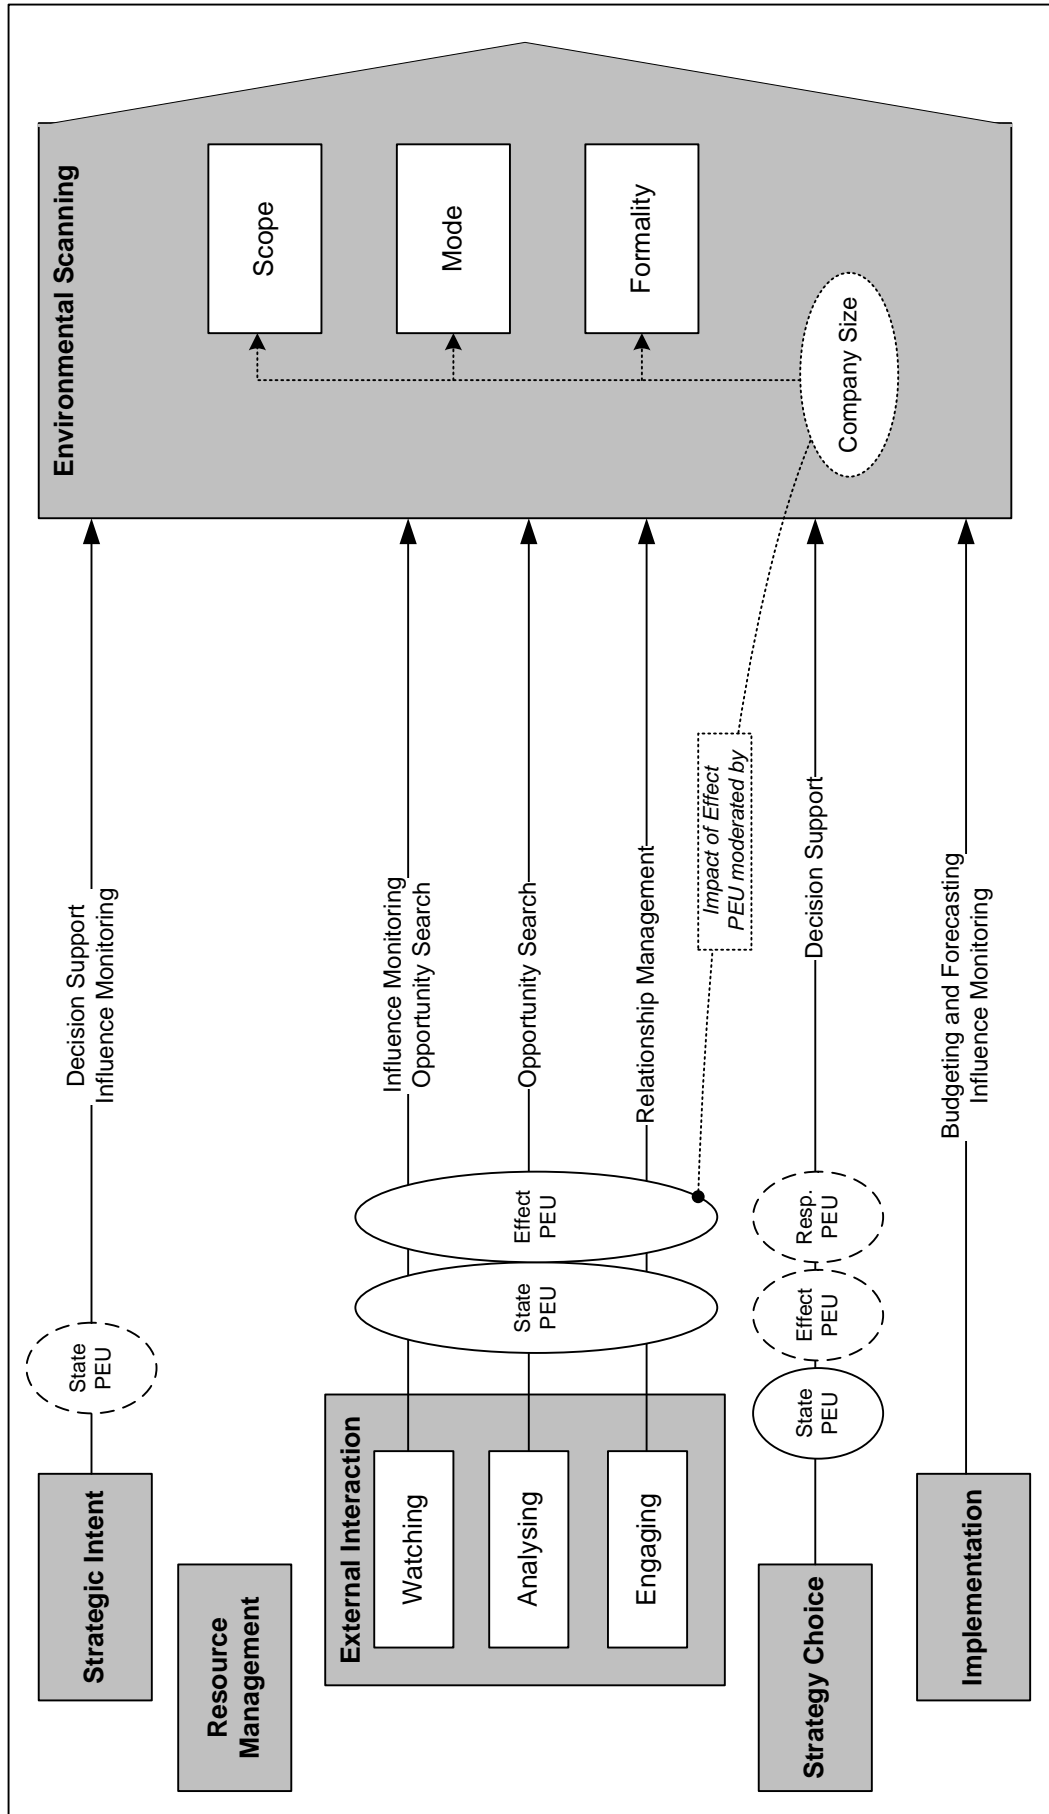 Strategic Intent
State
PEU
Decision Support
Influence Monitoring
Environmental Scanning
Resource
Management
External Interaction
Watching
Analysing
Engaging
State
PEU
Effect
PEU
Influence Monitoring
Opportunity Search
Opportunity Search
Relationship Management
Scope
Mode
Formality
Impact of Effect
PEU moderated by
Company Size
Strategy Choice
State
PEU
Effect
PEU
Resp.
PEU
Decision Support
Implementation
Budgeting and Forecasting
Influence Monitoring